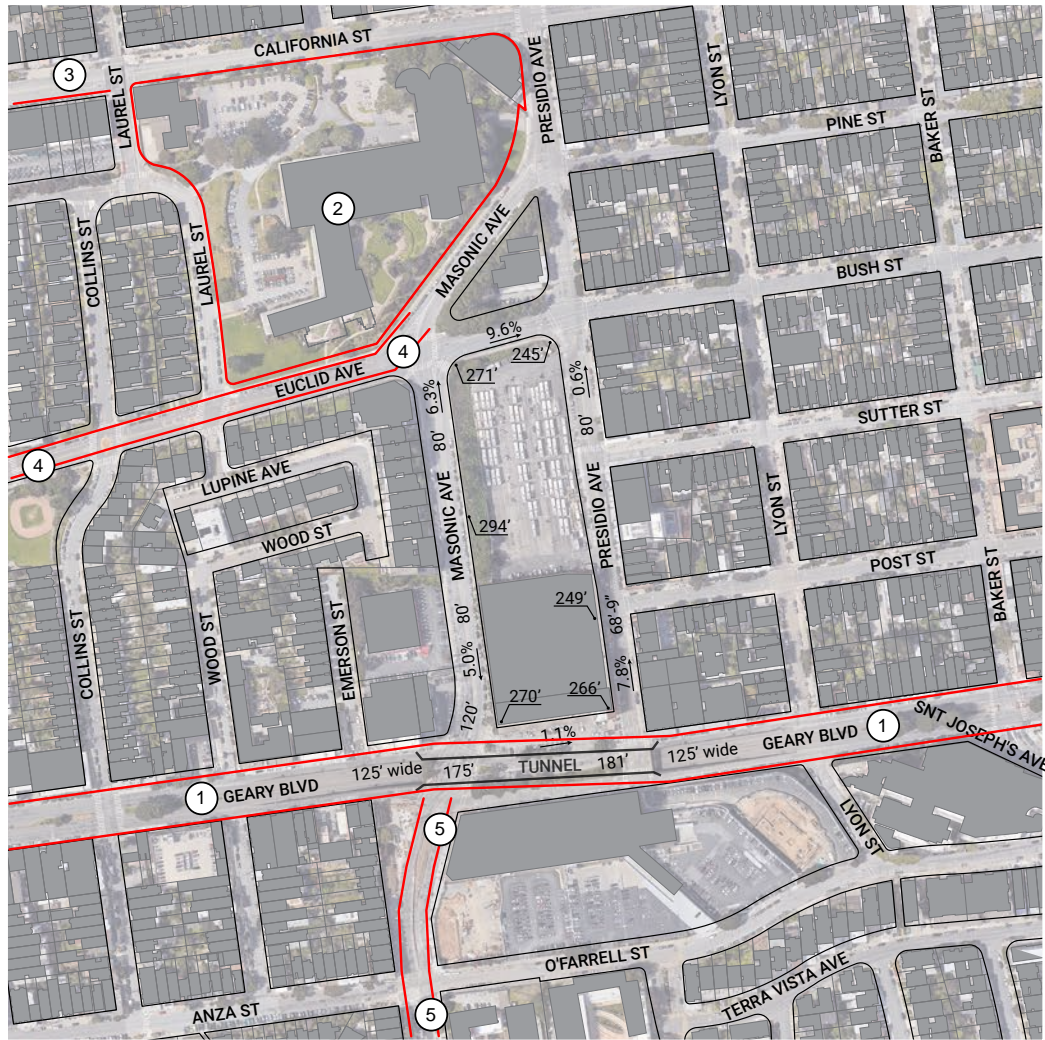 CALIFORNIA ST
3
LAUREL ST
PRESIDIO AVE
LYON ST
PINE ST
BAKER ST
2
COLLINS ST
LAUREL ST
MASONIC AVE
BUSH ST
9.6%
245'
4
EUCLID AVE
271'
6.3%
0.6%
80'
80'
SUTTER ST
4
LUPINE AVE
MASONIC AVE
PRESIDIO AVE
LYON ST
294'
WOOD ST
POST ST
BAKER ST
COLLINS ST
WOOD ST
EMERSON ST
80'
249'
68'-9"
5.0%
7.8%
270'
266'
120'
1.1%
SNT JOSEPH'S AVE
1
GEARY BLVD
125' wide
175'
TUNNEL
181'
125' wide
GEARY BLVD
1
5
LYON ST
O'FARRELL ST
TERRA VISTA AVE
ANZA ST
5